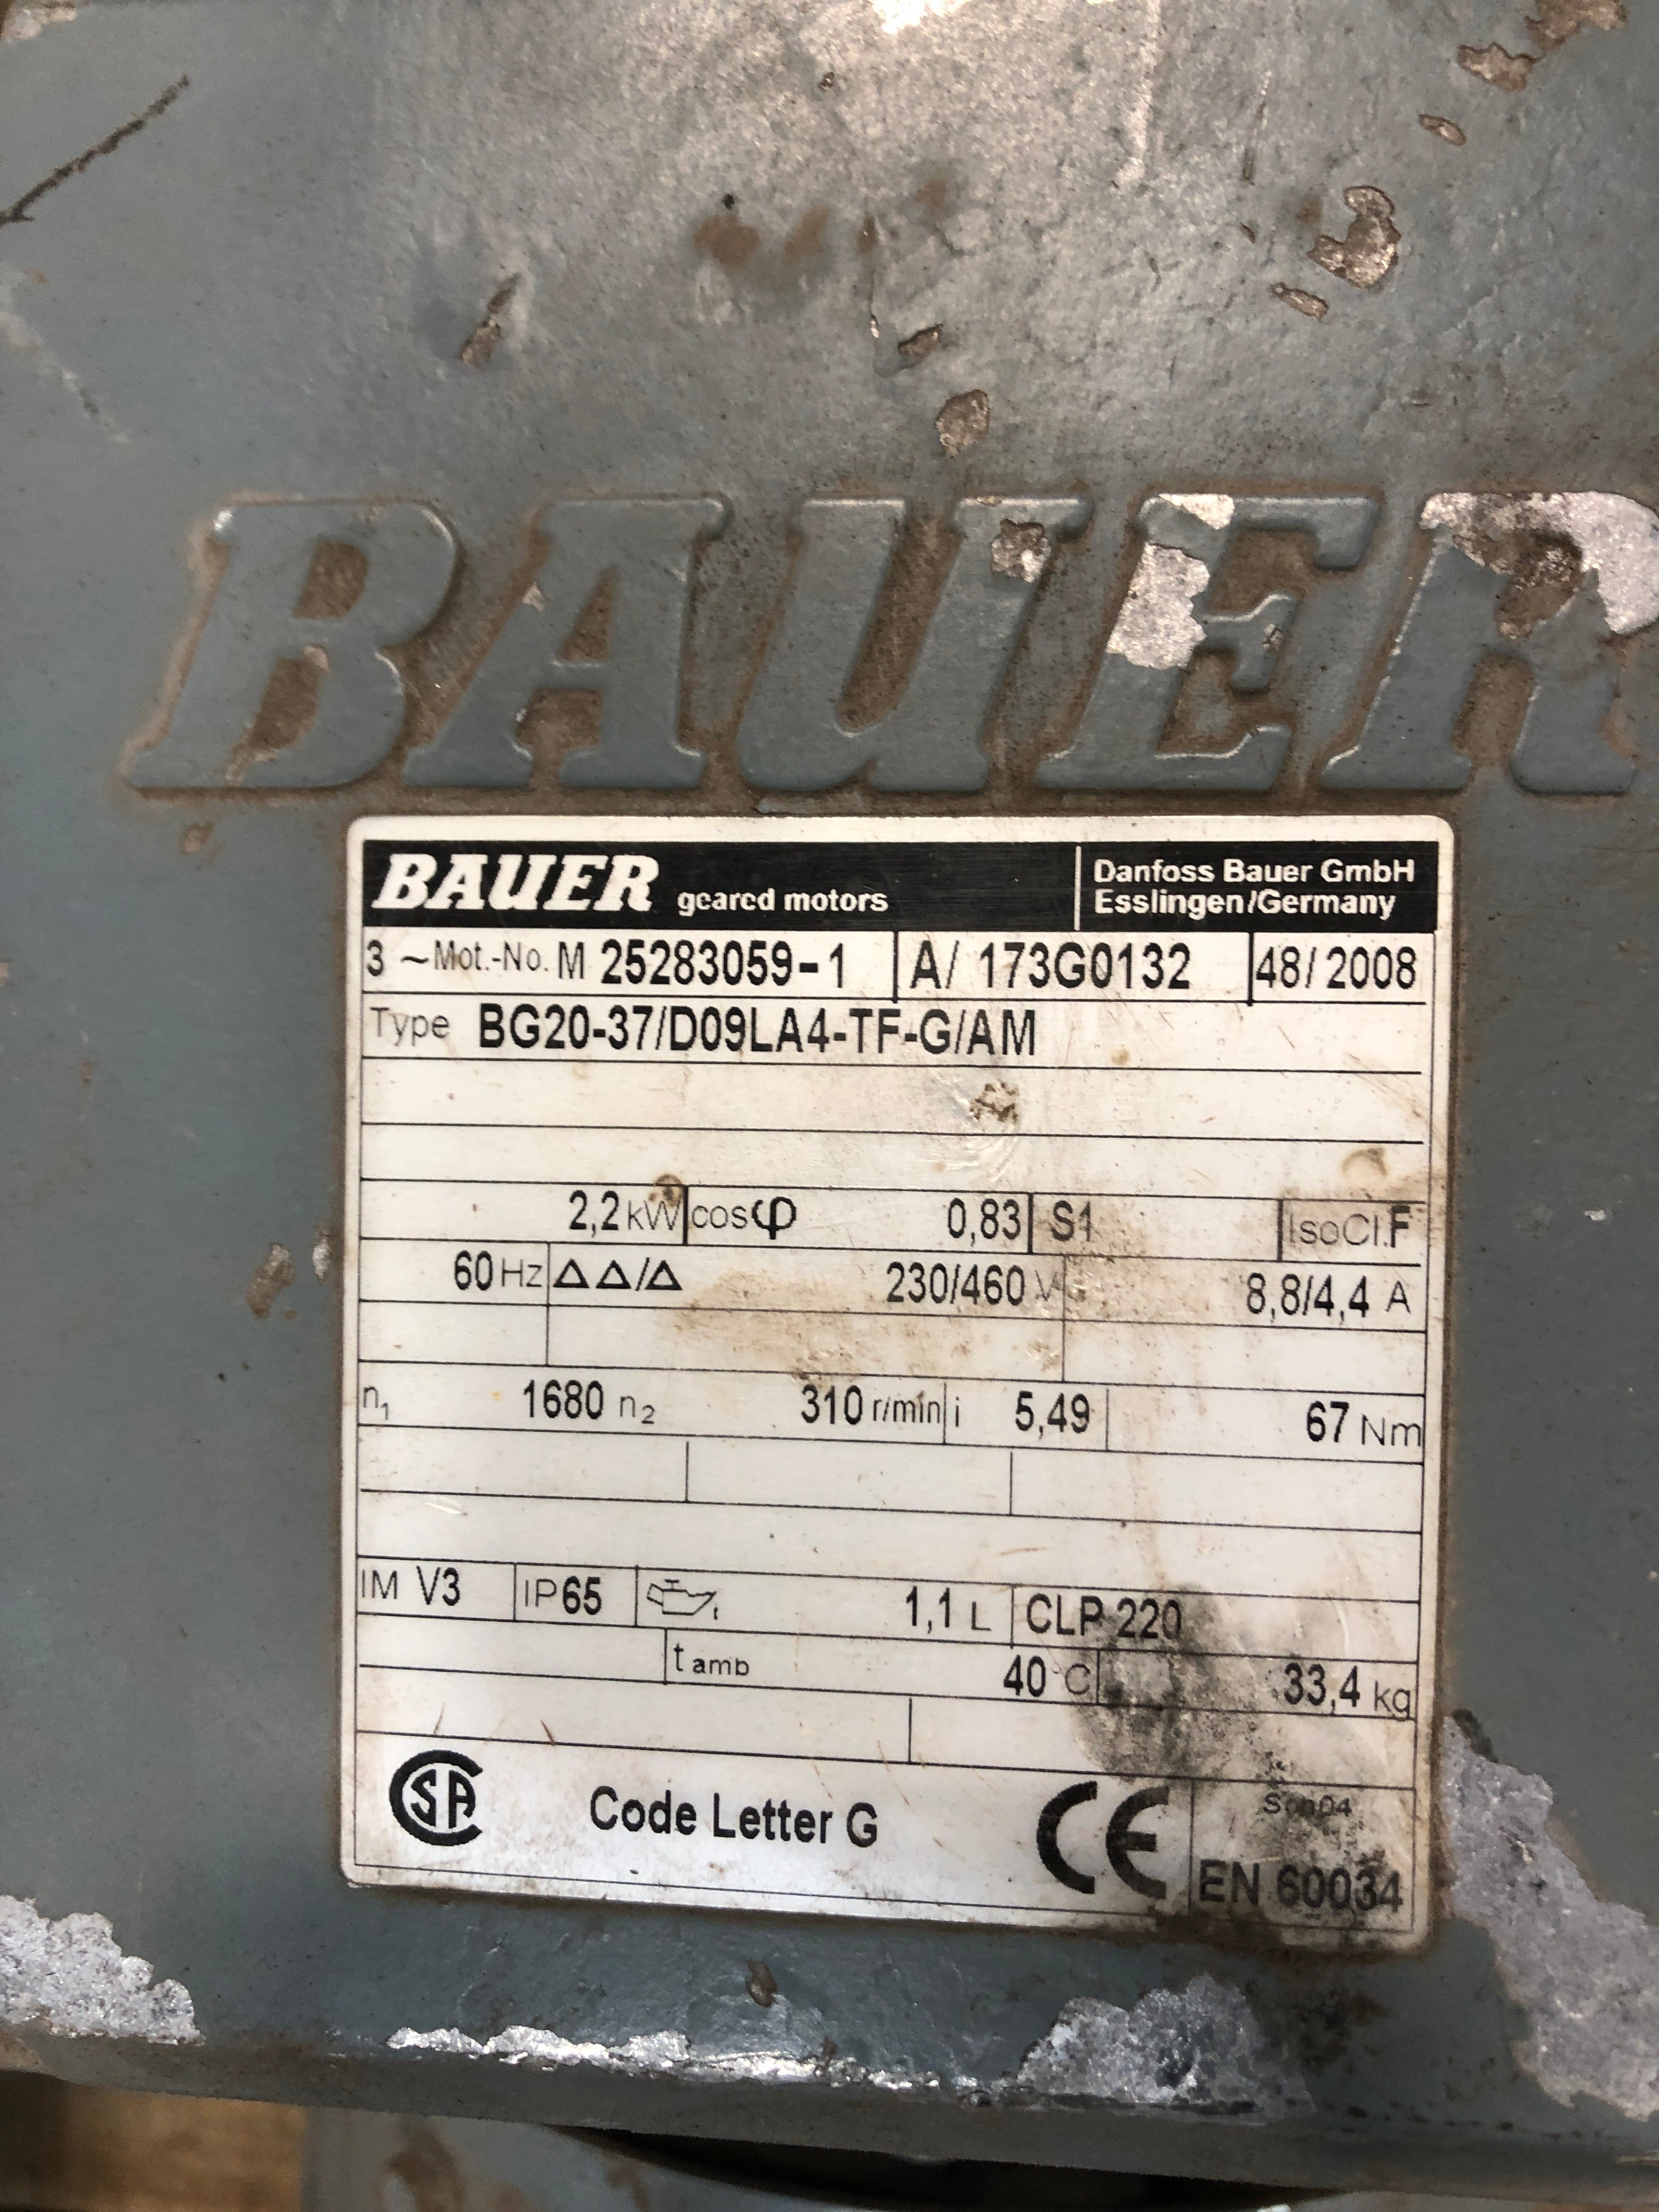 BAUER
BAUER geared motors Danfoss Bauer GmbH
Esslingen/Germany
3 ~Mot.-No. M 25283059-1 A/ 173G0132 48/2008
Type BG20-37/D09LA4-TF-G/AM
2,2 kW cosφ 0,83 S1 IsoCl.F
60 Hz ΔΔ/Δ 230/460 V 8,8/4,4 A
n₁ 1680 n₂ 310 r/min i 5,49 67 Nm
IM V3 IP65 1,1 L CLP 220
t amb 40 °C 33,4 kg
CSA Code Letter G CE
EN 60034